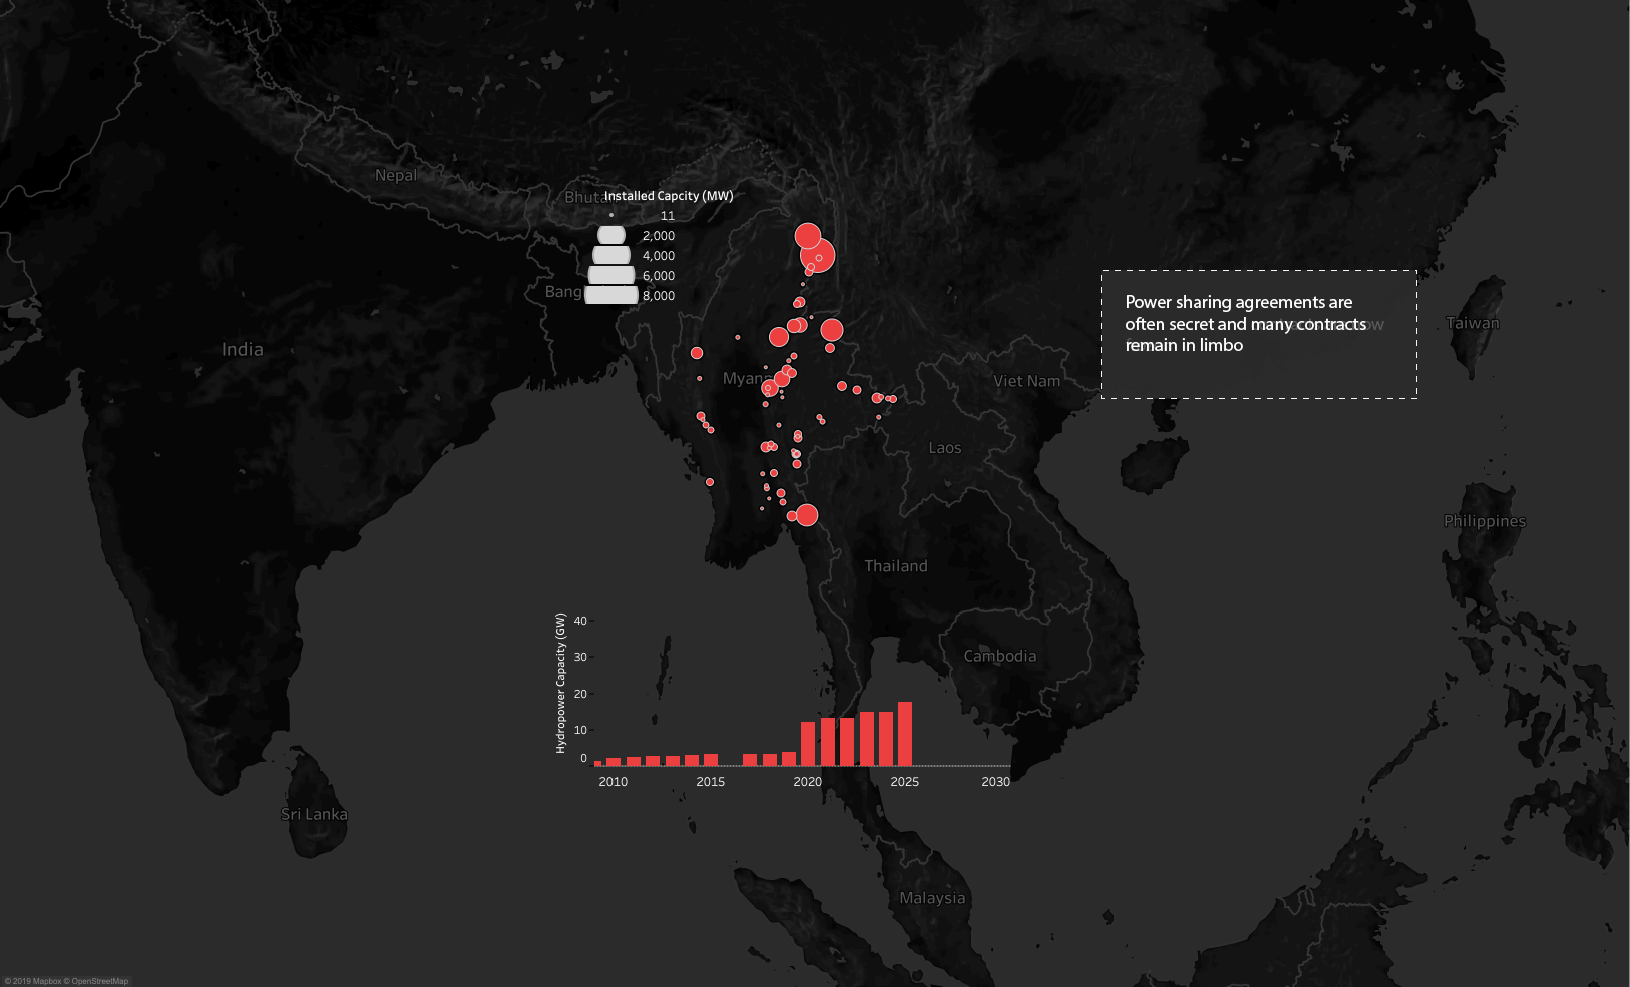 Nepal
Bhuta
Installed Capcity (MW)
11
2,000
4,000
6,000
8,000
Bang
India
Myan
Viet Nam
Laos
Thailand
Cambodia
Taiwan
Philippines
Sri Lanka
Malaysia
Power sharing agreements are
often secret and many contracts
remain in limbo
Hydropower Capacity (GW)
40
30
20
10
0
2010
2015
2020
2025
2030
© 2019 Mapbox © OpenStreetMap